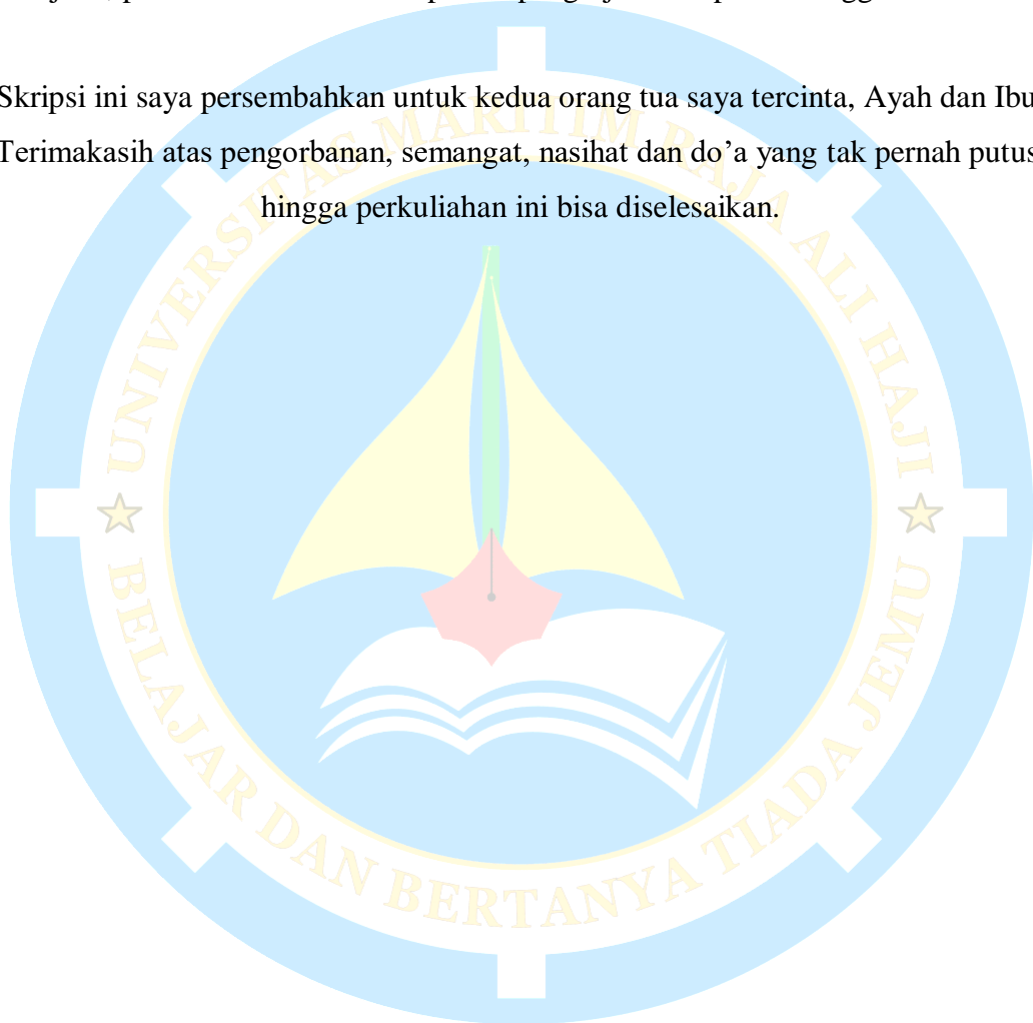 Skripsi ini saya persembahkan untuk kedua orang tua saya tercinta, Ayah dan Ibu
Terimakasih atas pengorbanan, semangat, nasihat dan do’a yang tak pernah putus
hingga perkuliahan ini bisa diselesaikan.
UNIVERSITAS MARITIM RAJA ALI HAJI
BELAJAR DAN BERTANYA TIADA JEMU